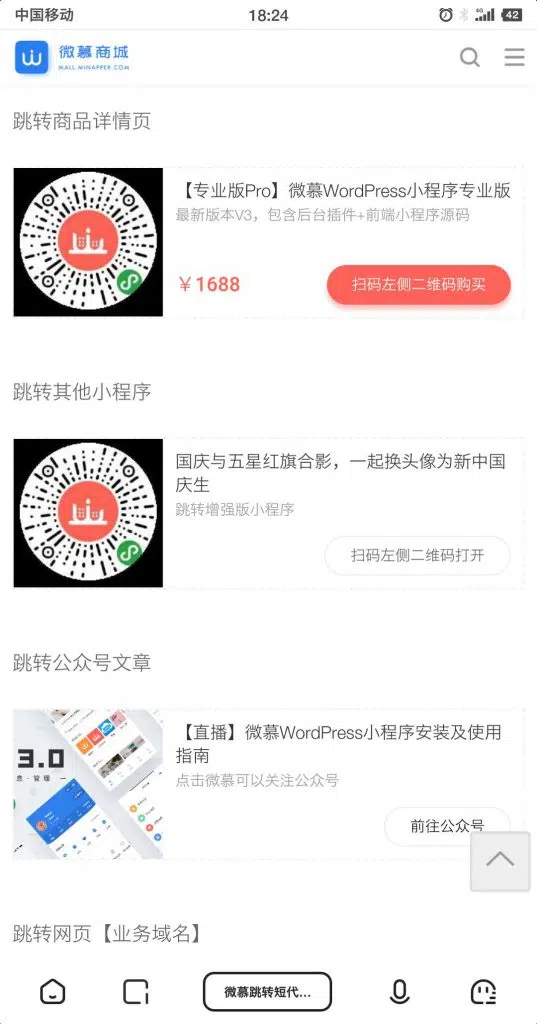 中国移动 18:24 4G 42
微慕商城
MALL.MINAPPER.COM
跳转商品详情页
【专业版Pro】微慕WordPress小程序专业版
最新版本V3，包含后台插件+前端小程序源码
￥1688 扫码左侧二维码购买
跳转其他小程序
国庆与五星红旗合影，一起换头像为新中国
庆生
跳转增强版小程序
扫码左侧二维码打开
跳转公众号文章
【直播】微慕WordPress小程序安装及使用
指南
点击微慕可以关注公众号
3.0
息·管理
前往公众号
跳转网页【业务域名】
微慕跳转短代...